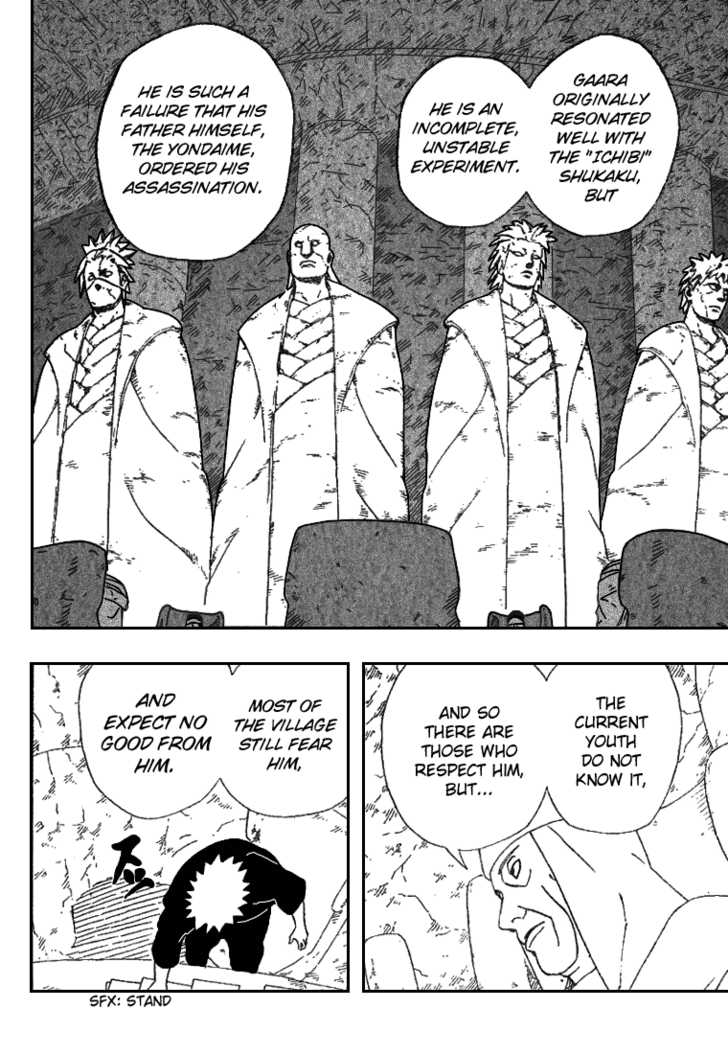 GAARA
ORIGINALLY
RESONATED
WELL WITH
THE "ICHIBI"
SHUKAKU,
BUT
HE IS AN
INCOMPLETE,
UNSTABLE
EXPERIMENT.
HE IS SUCH A
FAILURE THAT HIS
FATHER HIMSELF,
THE YONDAIME,
ORDERED HIS
ASSASSINATION.
THE
CURRENT
YOUTH
DO NOT
KNOW IT,
AND SO
THERE ARE
THOSE WHO
RESPECT HIM,
BUT...
MOST OF
THE VILLAGE
STILL FEAR
HIM,
AND
EXPECT NO
GOOD FROM
HIM.
ズッ
SFX: STAND